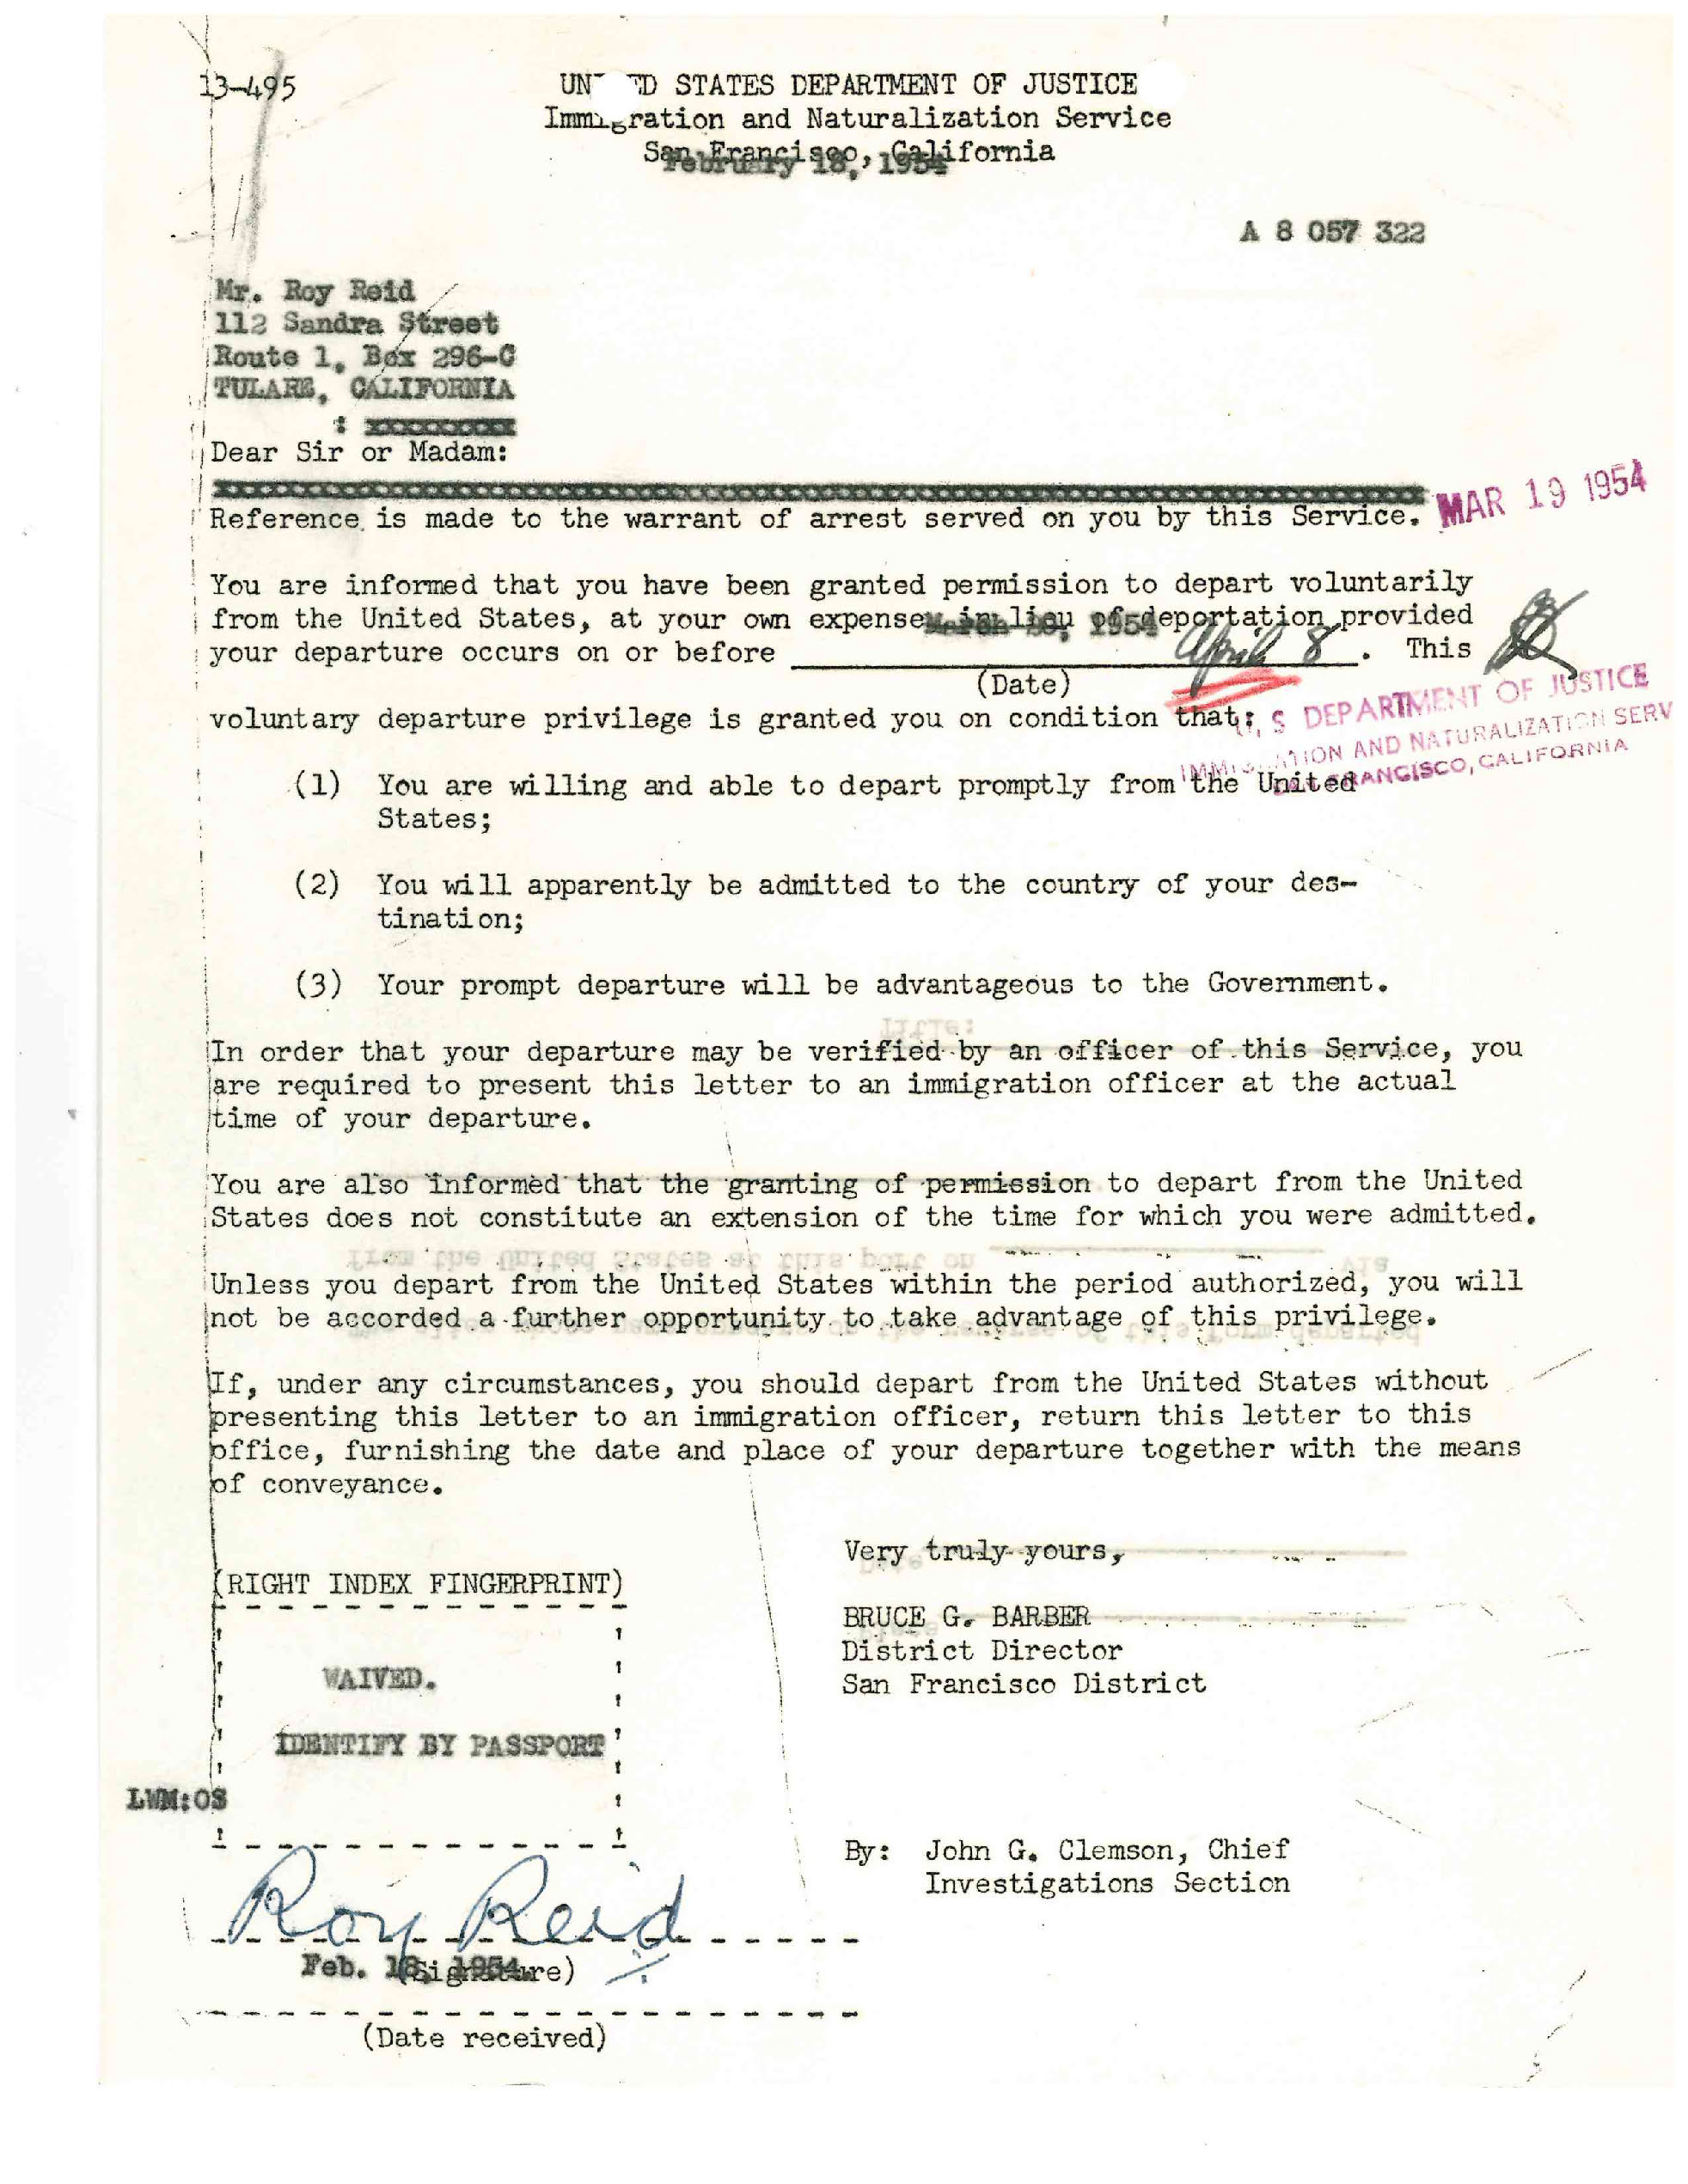 13-495
UN ED STATES DEPARTMENT OF JUSTICE
Immigration and Naturalization Service
San Francisco, California
February 18, 1954
A 8 057 322
Mr. Roy Reid
112 Sandra Street
Route 1, Box 296-C
TULARE, CALIFORNIA
: xxxxxxxxx
Dear Sir or Madam:
MAR 19 1954
Reference is made to the warrant of arrest served on you by this Service.
You are informed that you have been granted permission to depart voluntarily
from the United States, at your own expense, in lieu of deportation provided
1954
your departure occurs on or before April 8. This
(Date)
voluntary departure privilege is granted you on condition that:
S DEPARTMENT OF JUSTICE
IMMIGRATION AND NATURALIZATION SERV
FRANCISCO, CALIFORNIA
(1) You are willing and able to depart promptly from the United
States;
(2) You will apparently be admitted to the country of your des-
tination;
(3) Your prompt departure will be advantageous to the Government.
In order that your departure may be verified by an officer of this Service, you
are required to present this letter to an immigration officer at the actual
time of your departure.
You are also informed that the granting of permission to depart from the United
States does not constitute an extension of the time for which you were admitted.
Unless you depart from the United States within the period authorized, you will
not be accorded a further opportunity to take advantage of this privilege.
If, under any circumstances, you should depart from the United States without
presenting this letter to an immigration officer, return this letter to this
office, furnishing the date and place of your departure together with the means
of conveyance.
Very truly yours,
(RIGHT INDEX FINGERPRINT)
BRUCE G. BARBER
District Director
San Francisco District
WAIVED.
IDENTIFY BY PASSPORT
LWM:OS
By: John G. Clemson, Chief
Investigations Section
Roy Reid
(Signature)
Feb. 18, 1954
(Date received)